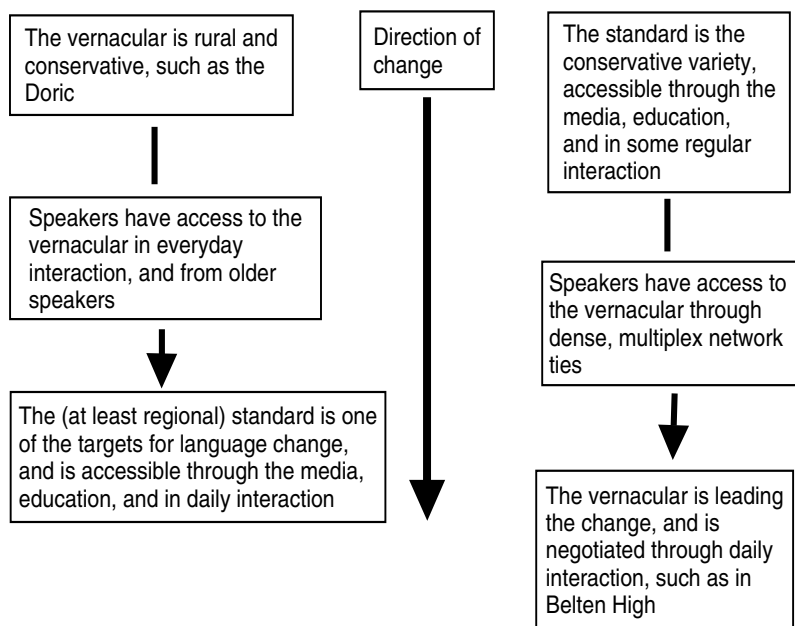 The vernacular is rural and
conservative, such as the
Doric
Speakers have access to the
vernacular in everyday
interaction, and from older
speakers
The (at least regional) standard is one
of the targets for language change,
and is accessible through the media,
education, and in daily interaction
Direction of
change
The standard is the
conservative variety,
accessible through the
media, education,
and in some regular
interaction
Speakers have access to
the vernacular through
dense, multiplex network
ties
The vernacular is leading
the change, and is
negotiated through daily
interaction, such as in
Belten High